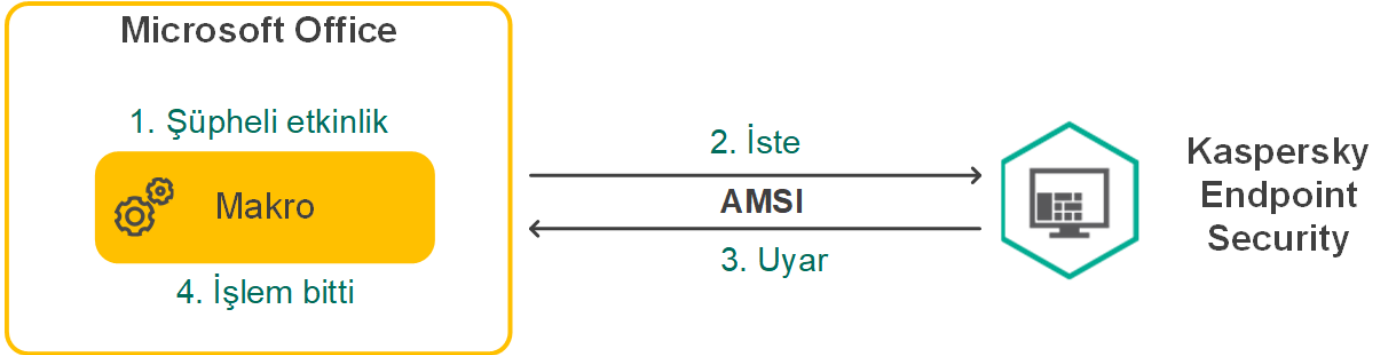 Microsoft Office
1. Şüpheli etkinlik
Makro
4. İşlem bitti
2. İste
AMSI
3. Uyar
Kaspersky
Endpoint
Security